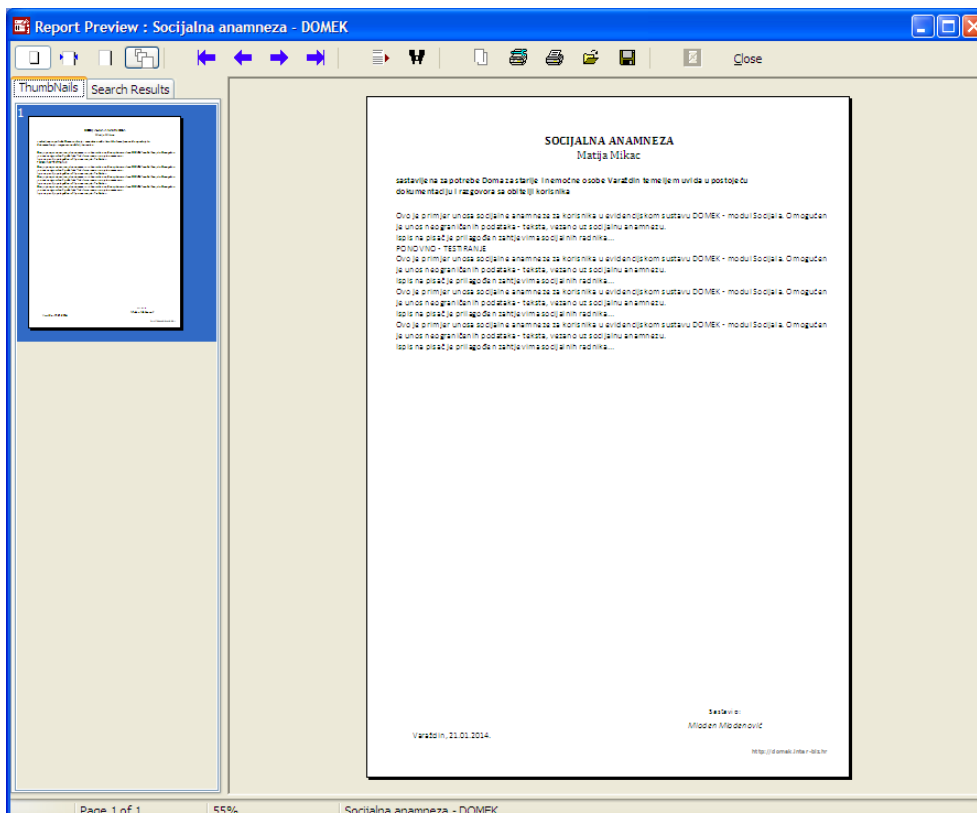 Report Preview : Socijalna anamneza - DOMEK
Close
ThumbNails
Search Results
1
SOCIJALNA ANAMNEZA
Matija Mikac
sastavljena za potrebe Doma za starije i nemoćne osobe Varaždin temeljem uvida u postojeću
dokumentaciju i razgovora sa obitelji korisnika
Ovo je primjer unosa socijalne anamneze za korisnika u evidencijskom sustavu DOMEK - modul Socijala. Omogućen
je unos neograničenih podataka - teksta, vezano uz socijalnu anamnezu.
Ispis na pisač je prilagođen zahtjevima socijalnih radnika...
PONOVNO - TESTIRANJE
Ovo je primjer unosa socijalne anamneze za korisnika u evidencijskom sustavu DOMEK - modul Socijala. Omogućen
je unos neograničenih podataka - teksta, vezano uz socijalnu anamnezu.
Ispis na pisač je prilagođen zahtjevima socijalnih radnika...
Ovo je primjer unosa socijalne anamneze za korisnika u evidencijskom sustavu DOMEK - modul Socijala. Omogućen
je unos neograničenih podataka - teksta, vezano uz socijalnu anamnezu.
Ispis na pisač je prilagođen zahtjevima socijalnih radnika...
Ovo je primjer unosa socijalne anamneze za korisnika u evidencijskom sustavu DOMEK - modul Socijala. Omogućen
je unos neograničenih podataka - teksta, vezano uz socijalnu anamnezu.
Ispis na pisač je prilagođen zahtjevima socijalnih radnika...
Sastavio:
Mladen Mladenović
Varaždin, 21.01.2014.
http://domek.inter-biz.hr
Page 1 of 1
55%
Socijalna anamneza - DOMEK